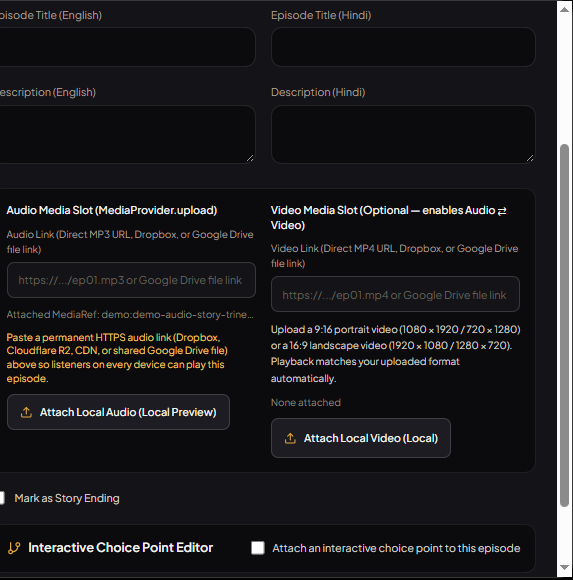 pisode Title (English)
Episode Title (Hindi)
escription (English)
Description (Hindi)
Audio Media Slot (MediaProvider.upload)
Audio Link (Direct MP3 URL, Dropbox, or Google Drive
file link)
https://.../ep01.mp3 or Google Drive file link
Attached MediaRef: demo:demo-audio-story-trine...
Paste a permanent HTTPS audio link (Dropbox,
Cloudflare R2, CDN, or shared Google Drive file)
above so listeners on every device can play this
episode.
Attach Local Audio (Local Preview)
Video Media Slot (Optional — enables Audio ⇄
Video)
Video Link (Direct MP4 URL, Dropbox, or Google Drive
file link)
https://.../ep01.mp4 or Google Drive file link
Upload a 9:16 portrait video (1080 × 1920 / 720 × 1280)
or a 16:9 landscape video (1920 × 1080 / 1280 × 720).
Playback matches your uploaded format
automatically.
None attached
Attach Local Video (Local)
Mark as Story Ending
Interactive Choice Point Editor
Attach an interactive choice point to this episode